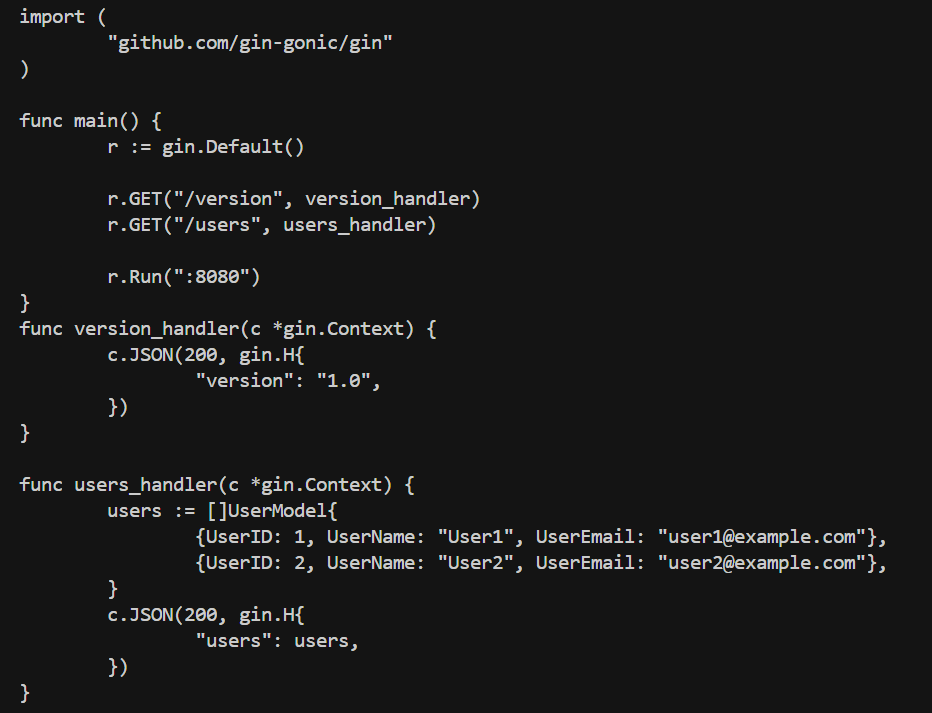 import (
        "github.com/gin-gonic/gin"
)

func main() {
        r := gin.Default()

        r.GET("/version", version_handler)
        r.GET("/users", users_handler)

        r.Run(":8080")
}
func version_handler(c *gin.Context) {
        c.JSON(200, gin.H{
                "version": "1.0",
        })
}

func users_handler(c *gin.Context) {
        users := []UserModel{
                {UserID: 1, UserName: "User1", UserEmail: "user1@example.com"},
                {UserID: 2, UserName: "User2", UserEmail: "user2@example.com"},
        }
        c.JSON(200, gin.H{
                "users": users,
        })
}